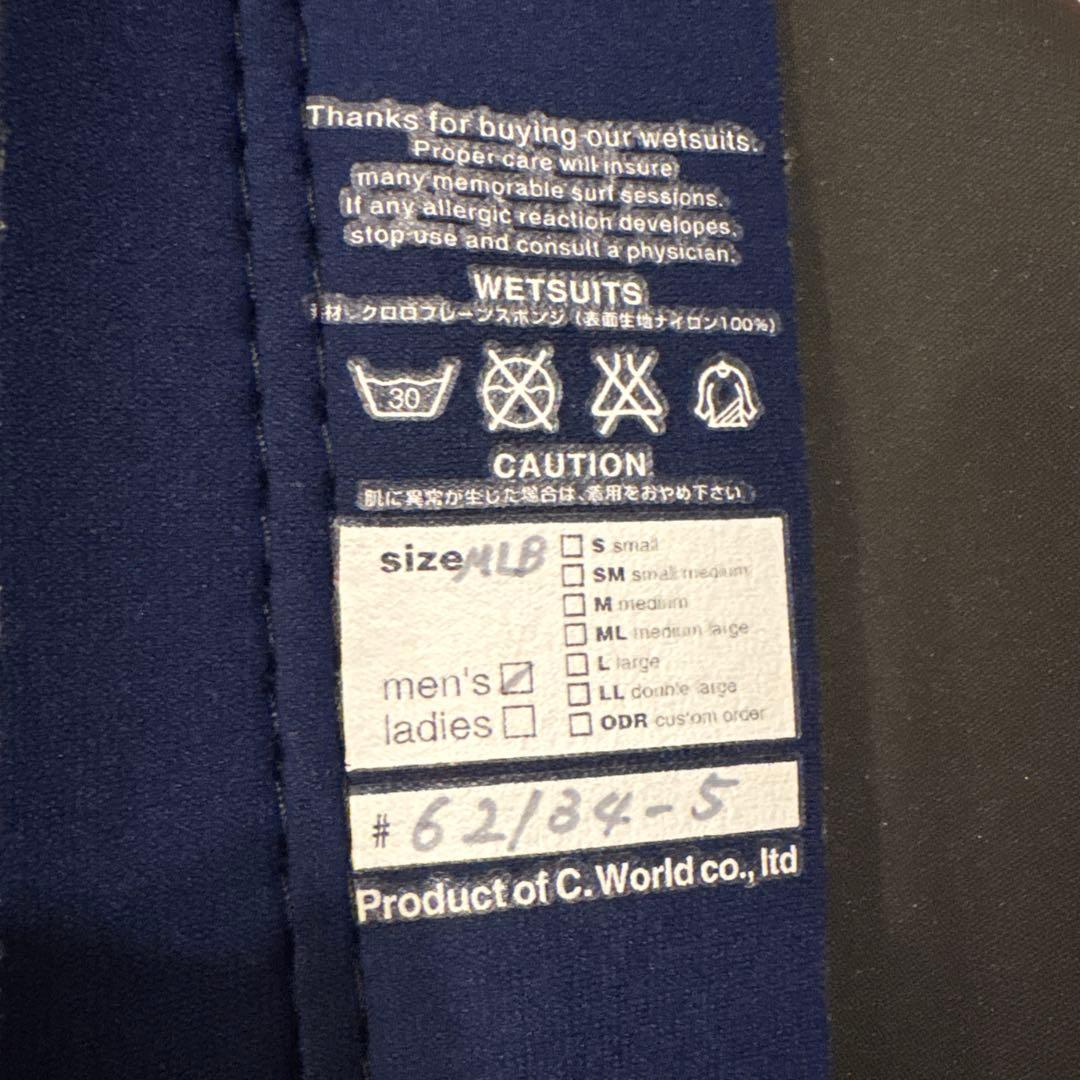 Thanks for buying our wetsuits.
Proper care will insure
many memorable surf sessions.
If any allergic reaction developes,
stop use and consult a physician.
WETSUITS
素材:クロロプレーンスポンジ(表面生地ナイロン100%)
30
CAUTION
肌に異常が生じた場合は、着用をおやめ下さい
size MLB
S small
SM small medium
M medium
ML medium large
L large
LL double large
ODR custom order
men's
ladies
# 62134-5
Product of C. World co., ltd